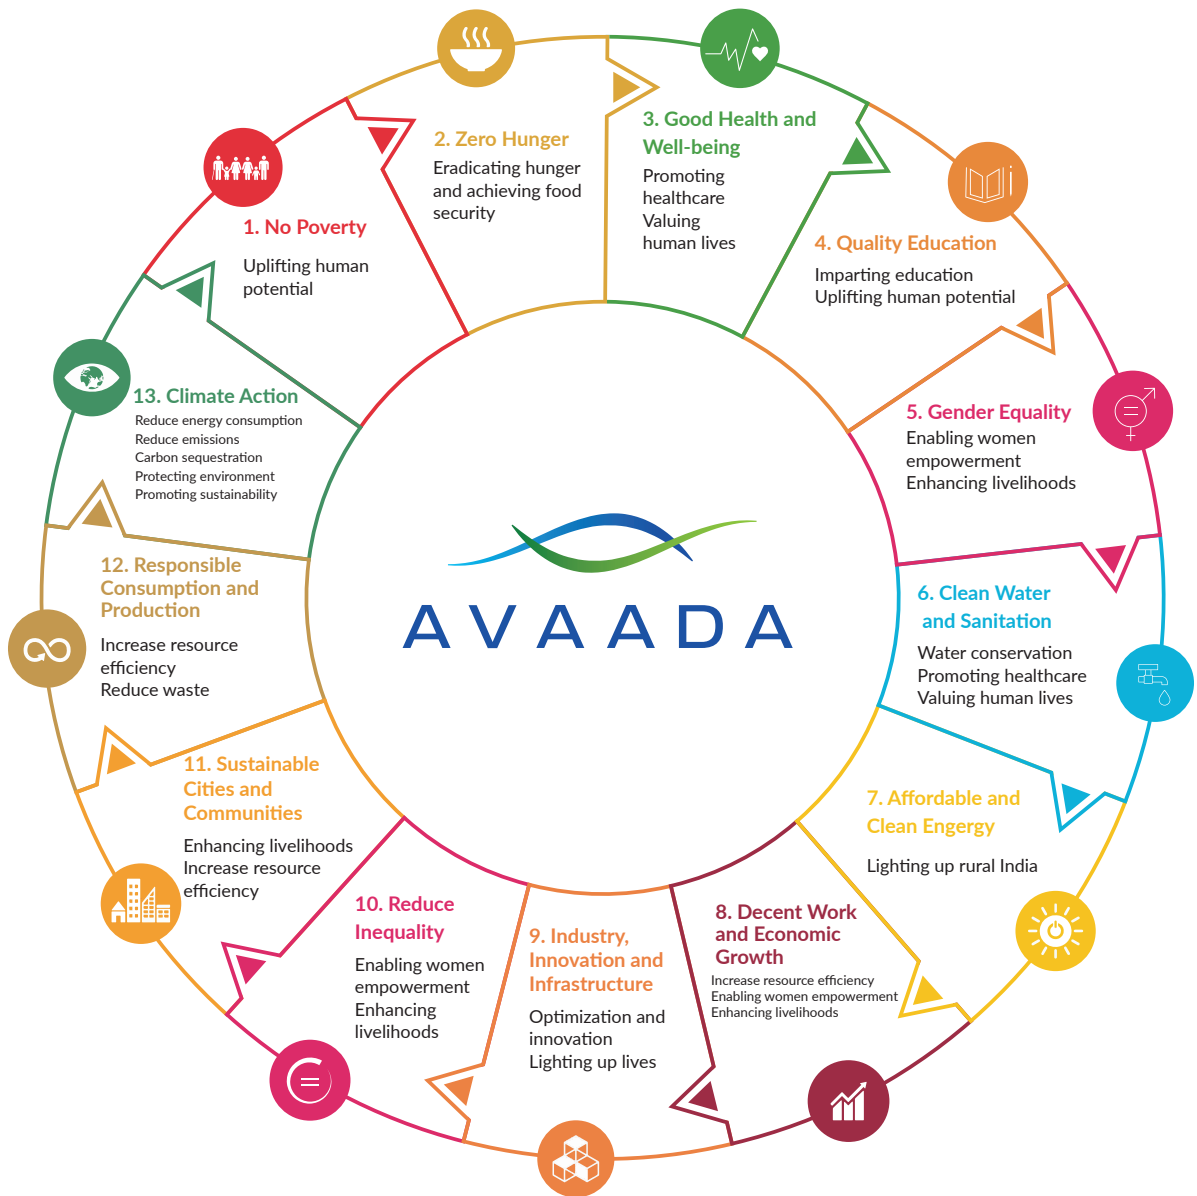 1. No Poverty
Uplifting human
potential
2. Zero Hunger
Eradicating hunger
and achieving food
security
3. Good Health and
Well-being
Promoting
healthcare
Valuing
human lives
4. Quality Education
Imparting education
Uplifting human potential
5. Gender Equality
Enabling women
empowerment
Enhancing livelihoods
6. Clean Water
and Sanitation
Water conservation
Promoting healthcare
Valuing human lives
7. Affordable and
Clean Engergy
Lighting up rural India
8. Decent Work
and Economic
Growth
Increase resource efficiency
Enabling women empowerment
Enhancing livelihoods
9. Industry,
Innovation and
Infrastructure
Optimization and
innovation
Lighting up lives
10. Reduce
Inequality
Enabling women
empowerment
Enhancing
livelihoods
11. Sustainable
Cities and
Communities
Enhancing livelihoods
Increase resource
efficiency
12. Responsible
Consumption and
Production
Increase resource
efficiency
Reduce waste
13. Climate Action
Reduce energy consumption
Reduce emissions
Carbon sequestration
Protecting environment
Promoting sustainability
AVAADA